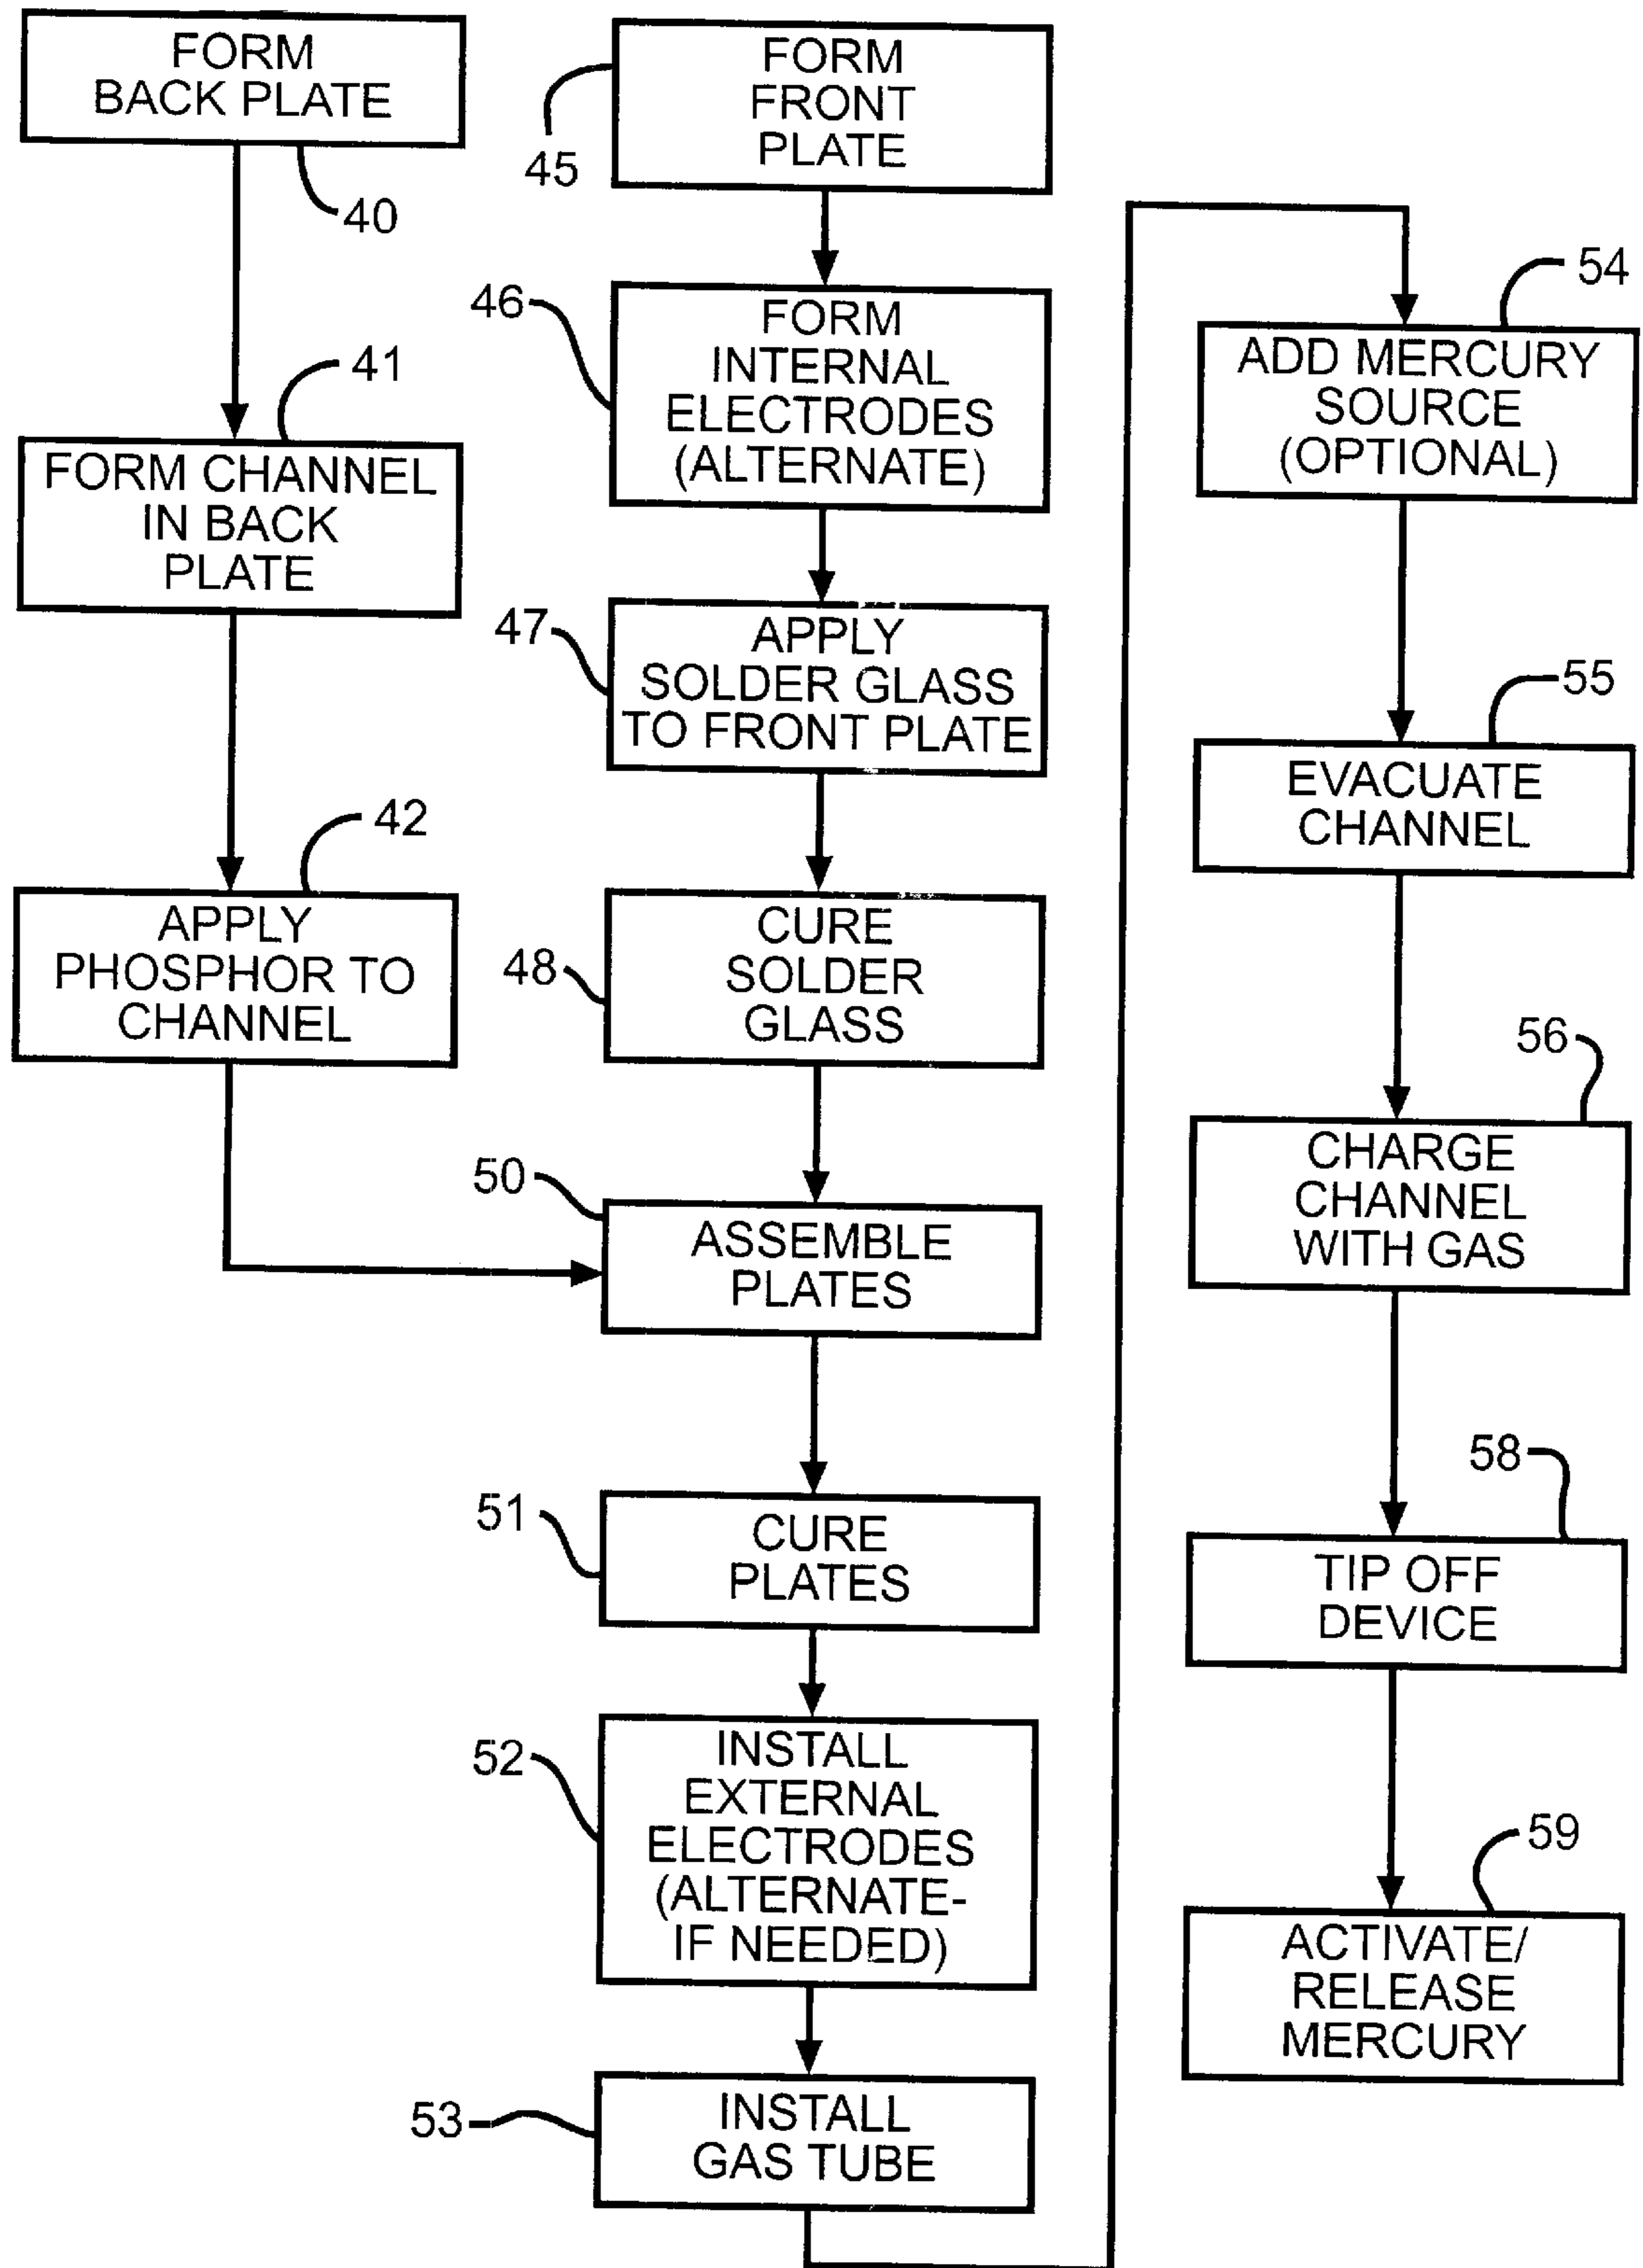 FORM
BACK PLATE
40
41
FORM CHANNEL
IN BACK
PLATE
42
APPLY
PHOSPHOR TO
CHANNEL
FORM
FRONT
PLATE
45
46
FORM
INTERNAL
ELECTRODES
(ALTERNATE)
47
APPLY
SOLDER GLASS
TO FRONT PLATE
48
CURE
SOLDER
GLASS
50
ASSEMBLE
PLATES
51
CURE
PLATES
52
INSTALL
EXTERNAL
ELECTRODES
(ALTERNATE-
IF NEEDED)
53
INSTALL
GAS TUBE
54
ADD MERCURY
SOURCE
(OPTIONAL)
55
EVACUATE
CHANNEL
56
CHARGE
CHANNEL
WITH GAS
58
TIP OFF
DEVICE
59
ACTIVATE/
RELEASE
MERCURY